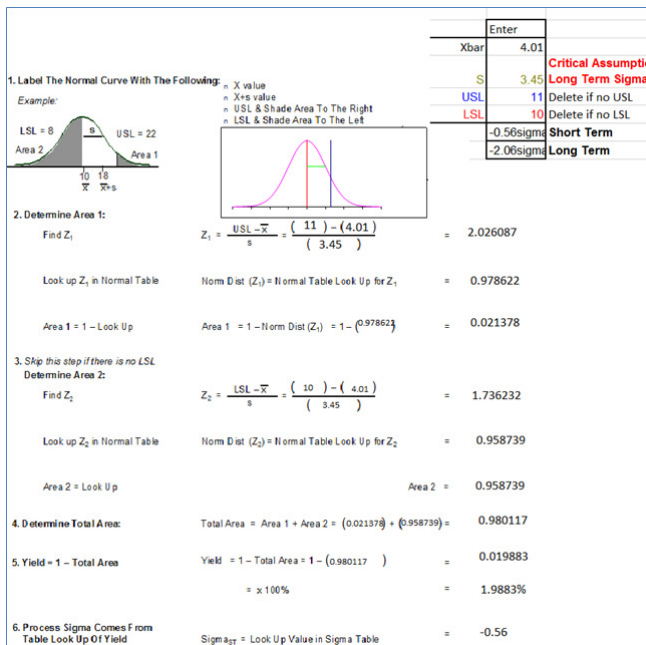 Enter
Xbar 4.01
Critical Assumpti
S 3.45 Long Term Sigma
USL 11 Delete if no USL
LSL 10 Delete if no LSL
-0.56sigma Short Term
-2.06sigma Long Term
1. Label The Normal Curve With The Following:
n X value
n X+s value
n USL & Shade Area To The Right
n LSL & Shade Area To The Left
Example:
LSL = 8 s USL = 22
Area 2 Area 1
10 18
X̅ X̅+s
2. Determine Area 1:
Find Z₁ Z₁ = USL – X̅ / s = ( 11 ) – ( 4.01 ) / ( 3.45 ) = 2.026087
Look up Z₁ in Normal Table Norm Dist (Z₁) = Normal Table Look Up for Z₁ = 0.978622
Area 1 = 1 – Look Up Area 1 = 1 – Norm Dist (Z₁) = 1 – (0.978622) = 0.021378
3. Skip this step if there is no LSL
Determine Area 2:
Find Z₂ Z₂ = LSL – X̅ / s = ( 10 ) – ( 4.01 ) / ( 3.45 ) = 1.736232
Look up Z₂ in Normal Table Norm Dist (Z₂) = Normal Table Look Up for Z₂ = 0.958739
Area 2 = Look Up Area 2 = 0.958739
4. Determine Total Area: Total Area = Area 1 + Area 2 = (0.021378) + (0.958739) = 0.980117
5. Yield = 1 – Total Area Yield = 1 – Total Area = 1 – (0.980117 ) = 0.019883
= x 100% = 1.9883%
6. Process Sigma Comes From
Table Look Up Of Yield Sigma_ST = Look Up Value in Sigma Table = -0.56